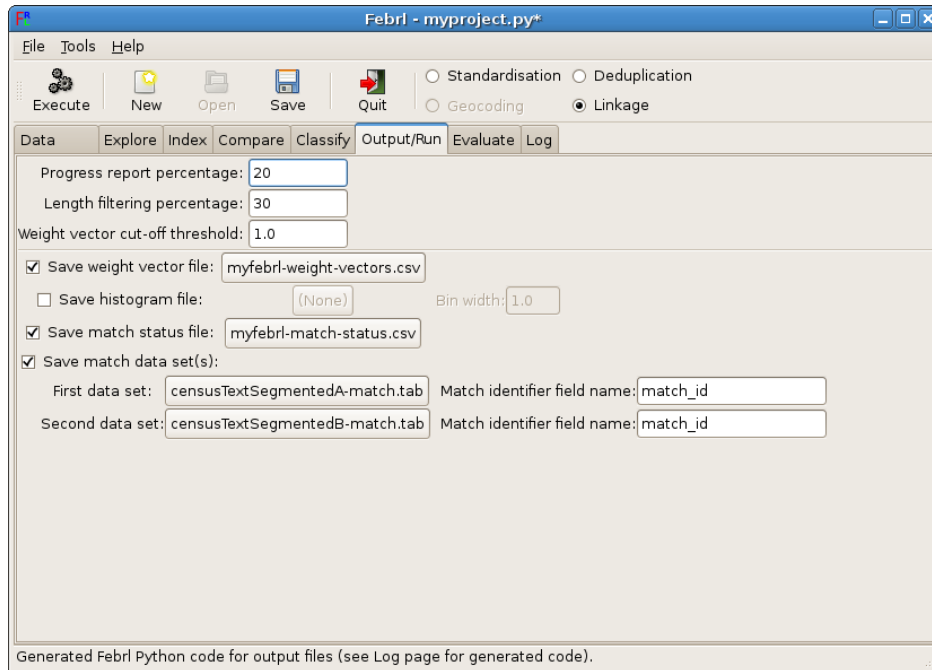 Febrl - myproject.py*
File Tools Help
Execute New Open Save Quit Standardisation Deduplication
Geocoding Linkage
Data Explore Index Compare Classify Output/Run Evaluate Log
Progress report percentage: 20
Length filtering percentage: 30
Weight vector cut-off threshold: 1.0
Save weight vector file: myfebrl-weight-vectors.csv
Save histogram file: (None) Bin width: 1.0
Save match status file: myfebrl-match-status.csv
Save match data set(s):
First data set: censusTextSegmentedA-match.tab Match identifier field name: match_id
Second data set: censusTextSegmentedB-match.tab Match identifier field name: match_id
Generated Febrl Python code for output files (see Log page for generated code).